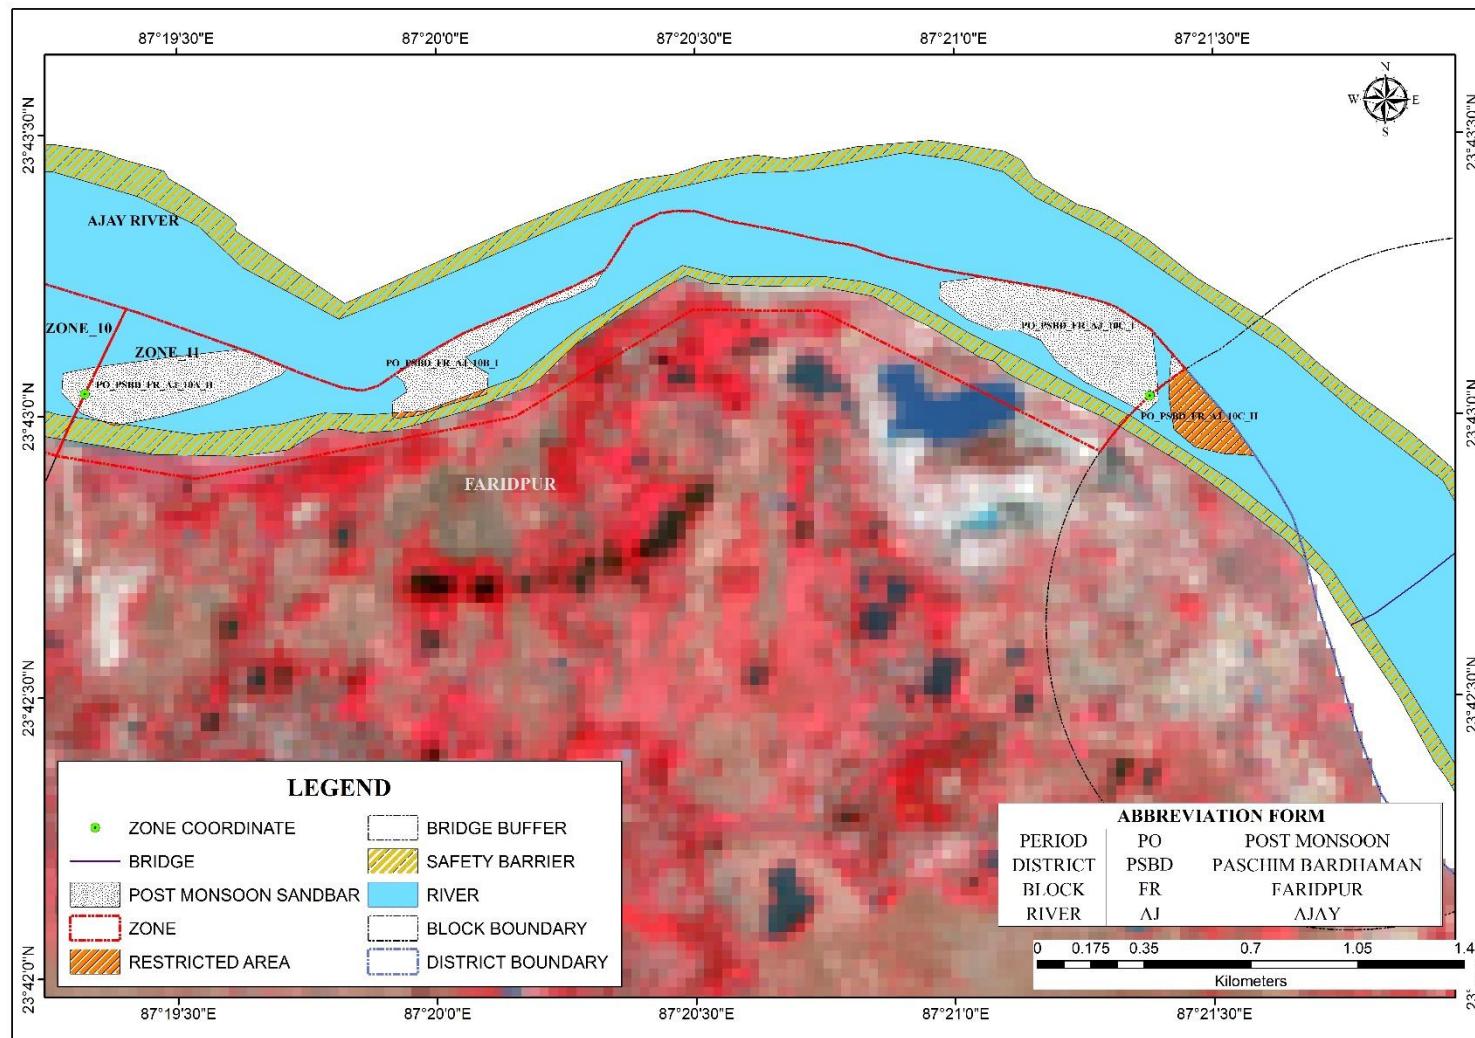 87°19'30"E 87°20'0"E 87°20'30"E 87°21'0"E 87°21'30"E
N
W E
S
23°43'30"N 23°43'30"N
AJAY RIVER
ZONE_10
ZONE_11
PO_PSBD_FR_AJ_10A_II
PO_PSBD_FR_AJ_10B_I
PO_PSBD_FR_AJ_10C_I
PO_PSBD_FR_AJ_10C_II
23°43'0"N 23°43'0"N
FARIDPUR
23°42'30"N 23°42'30"N
LEGEND
ZONE COORDINATE
BRIDGE
POST MONSOON SANDBAR
ZONE
RESTRICTED AREA
BRIDGE BUFFER
SAFETY BARRIER
RIVER
BLOCK BOUNDARY
DISTRICT BOUNDARY
ABBREVIATION FORM
PERIOD PO POST MONSOON
DISTRICT PSBD PASCHIM BARDHAMAN
BLOCK FR FARIDPUR
RIVER AJ AJAY
0 0.175 0.35 0.7 1.05 1.4
Kilometers
23°42'0"N
87°19'30"E 87°20'0"E 87°20'30"E 87°21'0"E 87°21'30"E